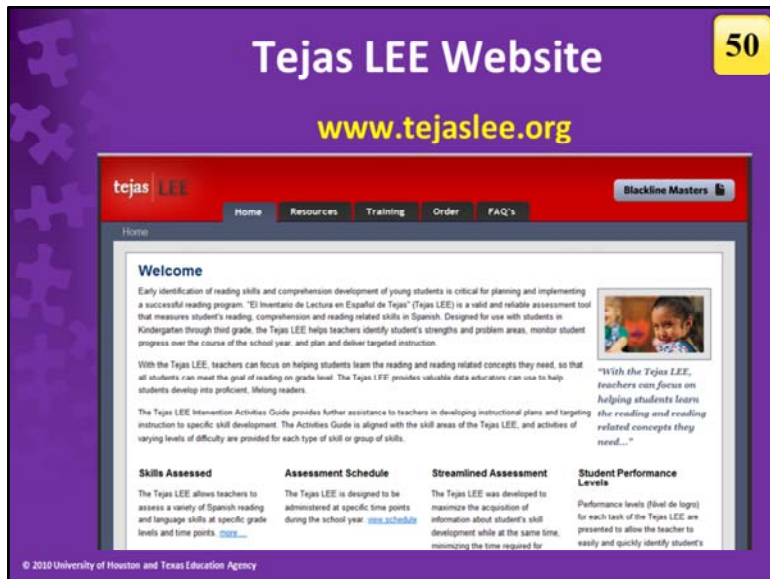 Tejas LEE Website
50
www.tejaslee.org
tejas LEE
Blackline Masters
Home Resources Training Order FAQ's
Home
Welcome
Early identification of reading skills and comprehension development of young students is critical for planning and implementing
a successful reading program. "El Inventario de Lectura en Español de Tejas" (Tejas LEE) is a valid and reliable assessment tool
that measures student's reading, comprehension and reading related skills in Spanish. Designed for use with students in
Kindergarten through third grade, the Tejas LEE helps teachers identify student's strengths and problem areas, monitor student
progress over the course of the school year. and plan and deliver targeted instruction.
With the Tejas LEE, teachers can focus on helping students learn the reading and reading related concepts they need, so that
all students can meet the goal of reading on grade level. The Tejas LEE provides valuable data educators can use to help
students develop into proficient, lifelong readers.
The Tejas LEE Intervention Activities Guide provides further assistance to teachers in developing instructional plans and targeting
instruction to specific skill development. The Activities Guide is aligned with the skill areas of the Tejas LEE, and activities of
varying levels of difficulty are provided for each type of skill or group of skills.
"With the Tejas LEE,
teachers can focus on
helping students learn
the reading and reading
related concepts they
need..."
Skills Assessed
The Tejas LEE allows teachers to
assess a variety of Spanish reading
and language skills at specific grade
levels and time points. more ...
Assessment Schedule
The Tejas LEE is designed to be
administered at specific time points
during the school year. view schedule
Streamlined Assessment
The Tejas LEE was developed to
maximize the acquisition of
information about student's skill
development while at the same time,
minimizing the time required for
Student Performance
Levels
Performance levels (Nivel de logro)
for each task of the Tejas LEE are
presented to allow the teacher to
easily and quickly identify student's
© 2010 University of Houston and Texas Education Agency